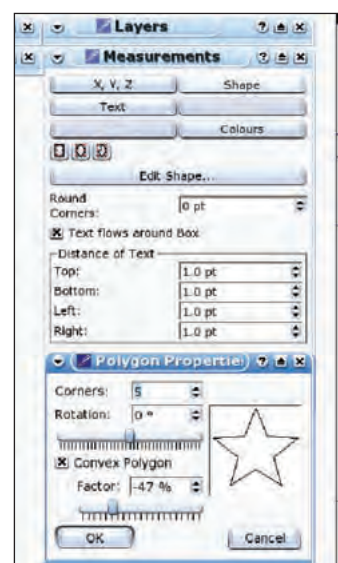 Layers
Measurements
X, Y, Z Shape
Text
Colours
Edit Shape...
Round Corners: 0 pt
Text flows around Box
Distance of Text
Top: 1.0 pt
Bottom: 1.0 pt
Left: 1.0 pt
Right: 1.0 pt
Polygon Propertie
Corners: 5
Rotation: 0 °
Convex Polygon
Factor: -47 %
OK Cancel